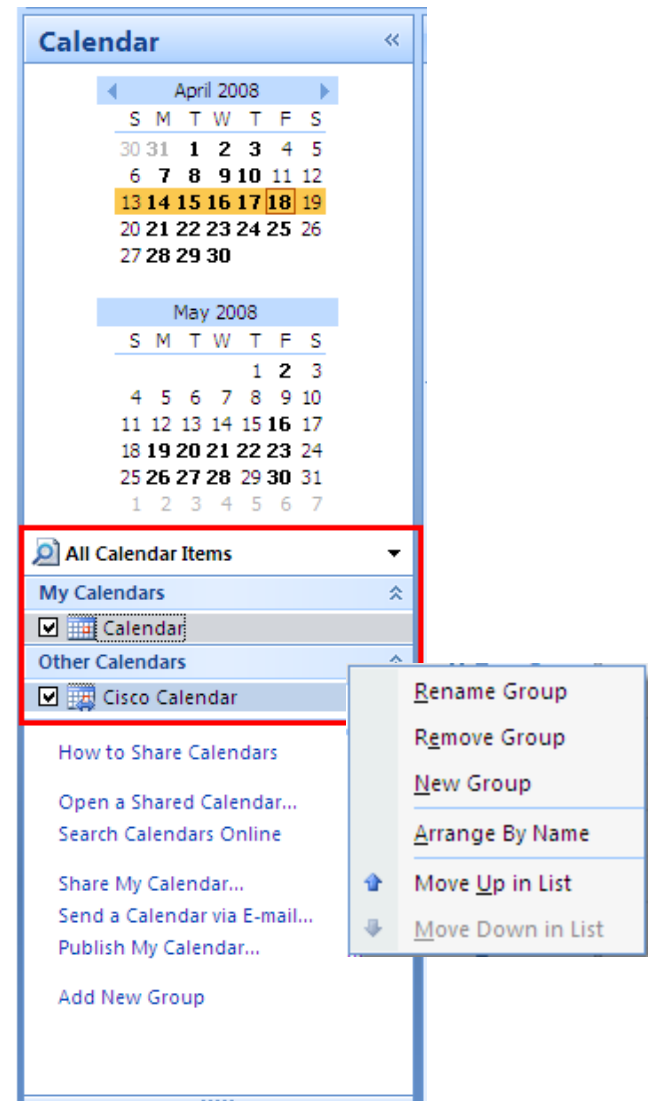 Calendar
April 2008
S M T W T F S
30 31 1 2 3 4 5
6 7 8 9 10 11 12
13 14 15 16 17 18 19
20 21 22 23 24 25 26
27 28 29 30
May 2008
S M T W T F S
1 2 3
4 5 6 7 8 9 10
11 12 13 14 15 16 17
18 19 20 21 22 23 24
25 26 27 28 29 30 31
1 2 3 4 5 6 7
All Calendar Items
My Calendars
Calendar
Other Calendars
Cisco Calendar
How to Share Calendars
Open a Shared Calendar...
Search Calendars Online
Share My Calendar...
Send a Calendar via E-mail...
Publish My Calendar...
Add New Group
Rename Group
Remove Group
New Group
Arrange By Name
Move Up in List
Move Down in List